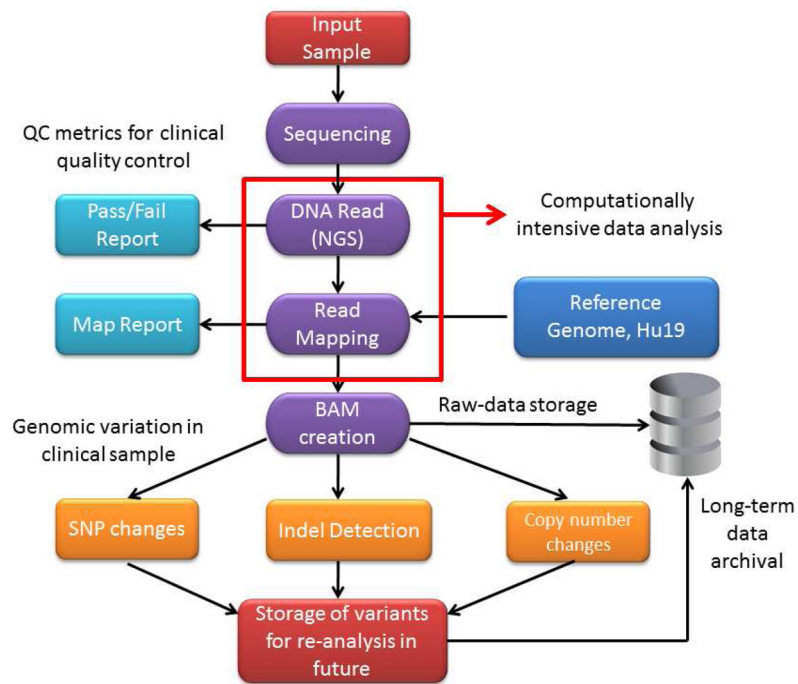 Input
Sample
Sequencing
QC metrics for clinical
quality control
Pass/Fail
Report
DNA Read
(NGS)
Computationally
intensive data analysis
Map Report
Read
Mapping
Reference
Genome, Hu19
BAM
creation
Raw-data storage
Genomic variation in
clinical sample
SNP changes
Indel Detection
Copy number
changes
Long-term
data
archival
Storage of variants
for re-analysis in
future